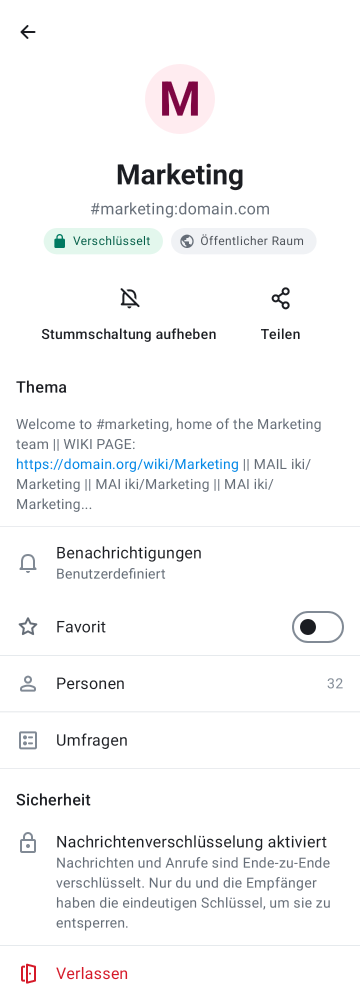 M
Marketing
#marketing:domain.com
Verschlüsselt
Öffentlicher Raum
Stummschaltung aufheben
Teilen
Thema
Welcome to #marketing, home of the Marketing
team || WIKI PAGE:
https://domain.org/wiki/Marketing || MAIL iki/
Marketing || MAI iki/Marketing || MAI iki/
Marketing...
Benachrichtigungen
Benutzerdefiniert
Favorit
Personen 32
Umfragen
Sicherheit
Nachrichtenverschlüsselung aktiviert
Nachrichten und Anrufe sind Ende-zu-Ende
verschlüsselt. Nur du und die Empfänger
haben die eindeutigen Schlüssel, um sie zu
entsperren.
Verlassen